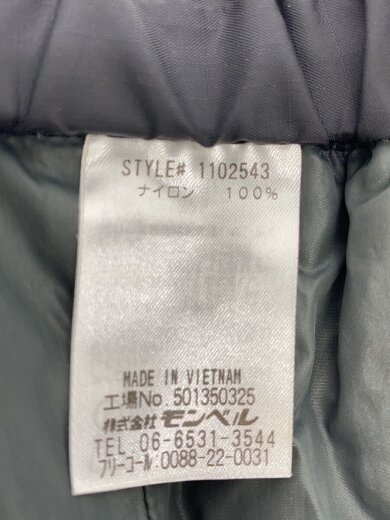 STYLE# 1102543
ナイロン 100%
MADE IN VIETNAM
工場No.501350325
株式会社 モンベル
TEL 06-6531-3544
フリーコール:0088-22-0031